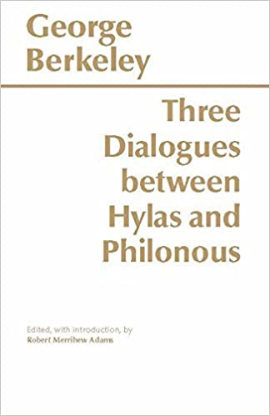 George
Berkeley
Three
Dialogues
between
Hylas and
Philonous
Edited, with introduction, by
Robert Merrihew Adams